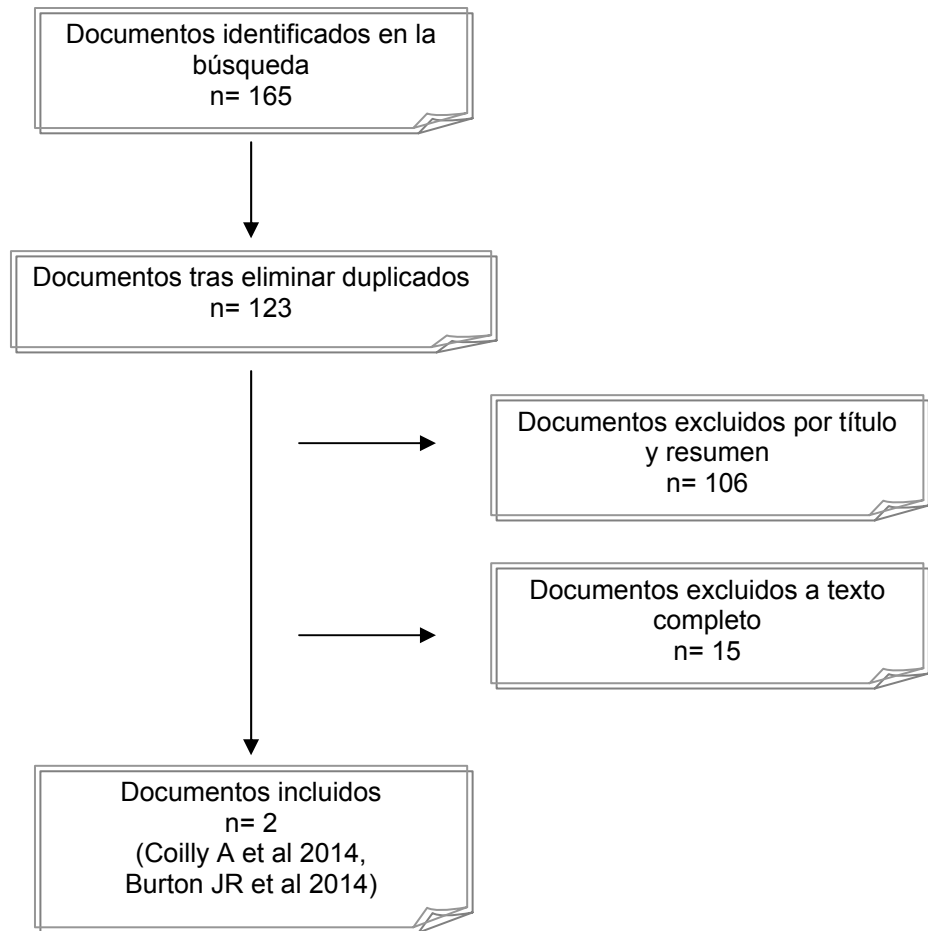 Documentos identificados en la
búsqueda
n= 165
Documentos tras eliminar duplicados
n= 123
Documentos excluidos por título
y resumen
n= 106
Documentos excluidos a texto
completo
n= 15
Documentos incluidos
n= 2
(Coilly A et al 2014,
Burton JR et al 2014)